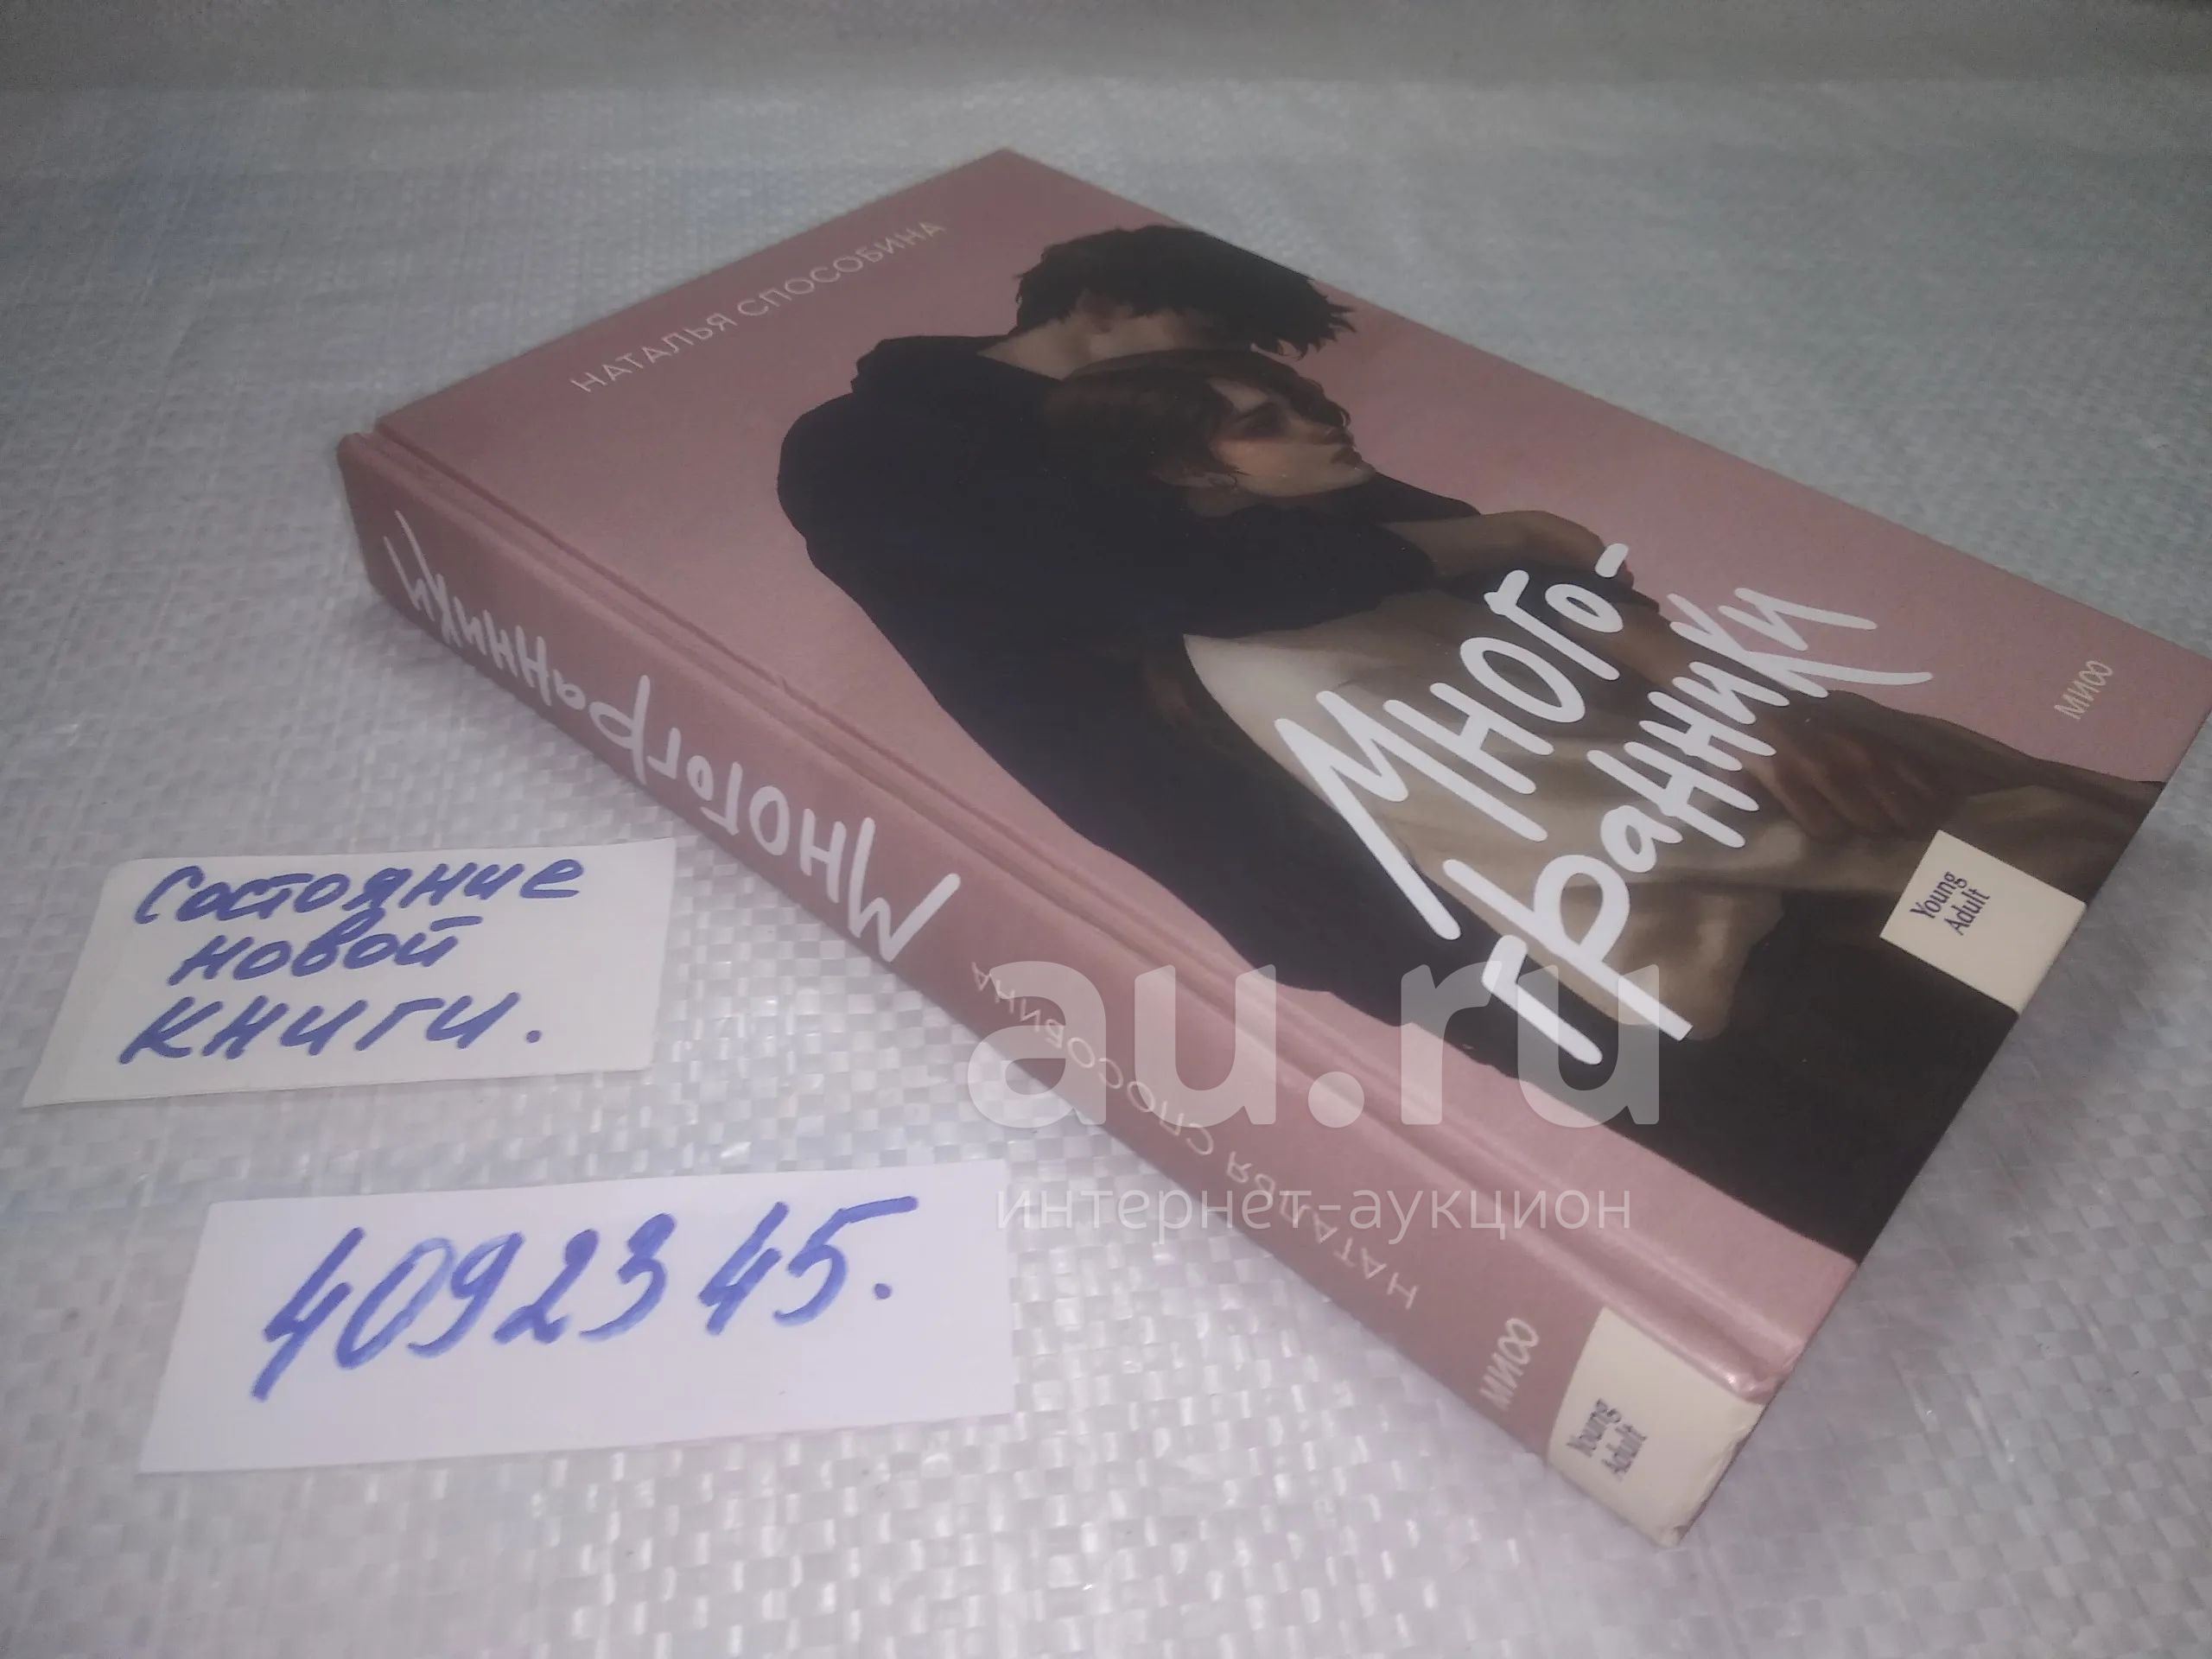 НАТАЛЬЯ СПОСОБИНА
Много-
гранники
МИФ
Young
Adult
Многогранники
НАТАЛЬЯ СПОСОБИНА
МИФ
Young
Adult
Состояние
новой
книги.
4092345.
au.ru
интернет-аукцион